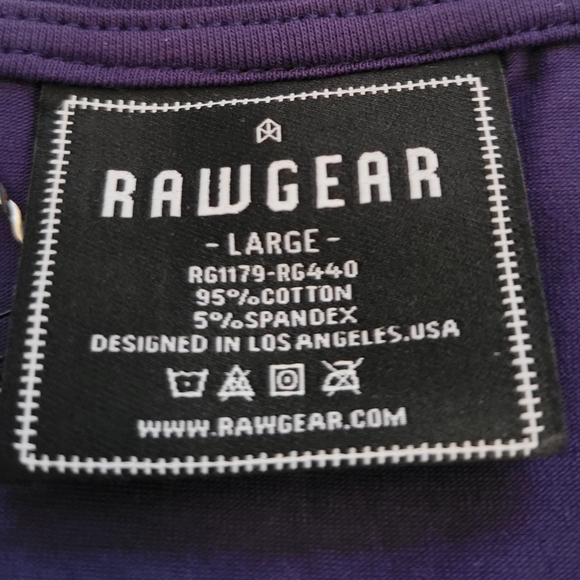 RAWGEAR
- LARGE -
RG1179-RG440
95%COTTON
5%SPANDEX
DESIGNED IN LOS ANGELES.USA
WWW.RAWGEAR.COM